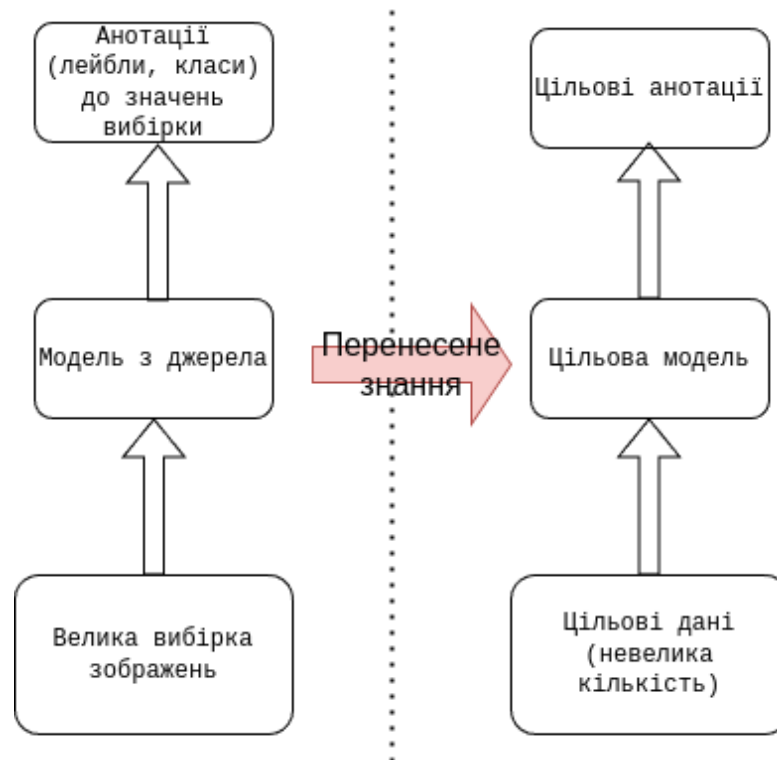 Анотації
(лейбли, класи)
до значень
вибірки
Цільові анотації
Модель з джерела
Перенесене
знання
Цільова модель
Велика вибірка
зображень
Цільові дані
(невелика
кількість)